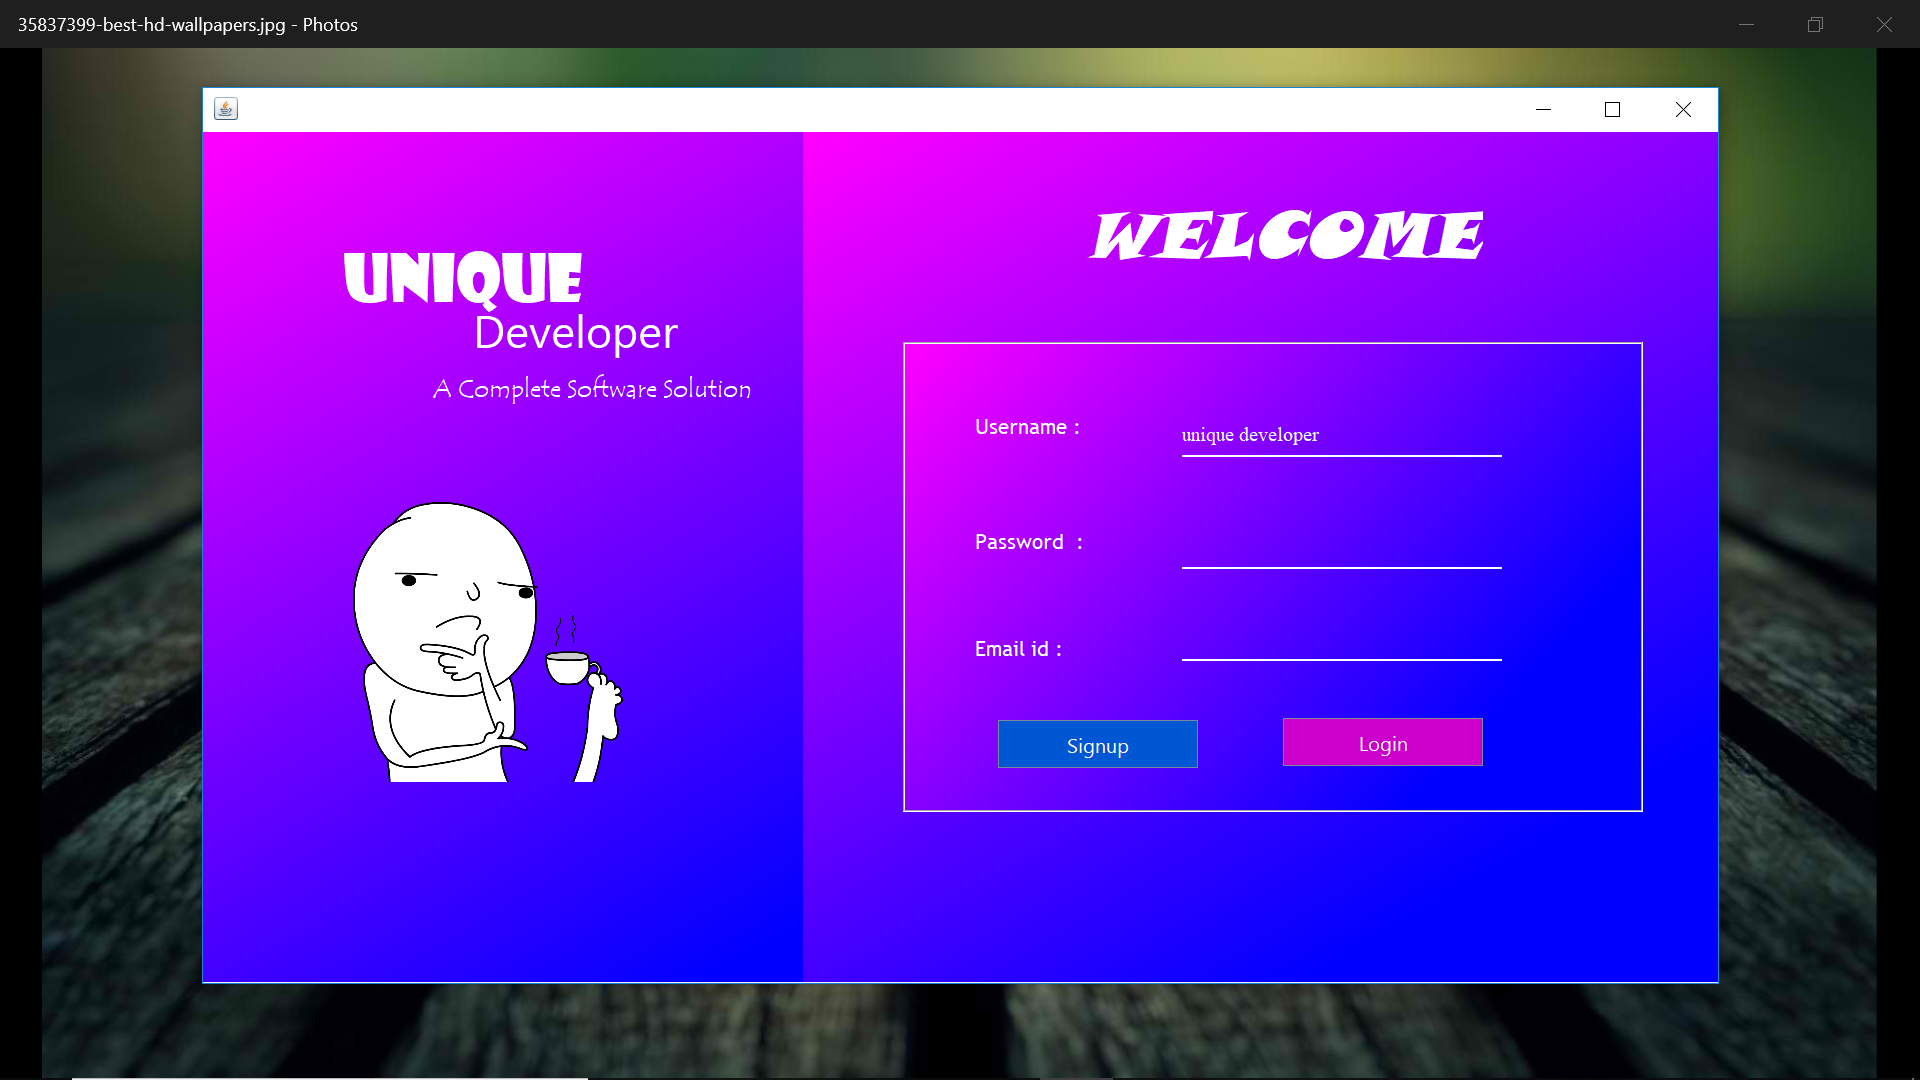 35837399-best-hd-wallpapers.jpg - Photos
UNIQUE
Developer
A Complete Software Solution
WELCOME
Username : unique developer
Password  :
Email id :
Signup Login